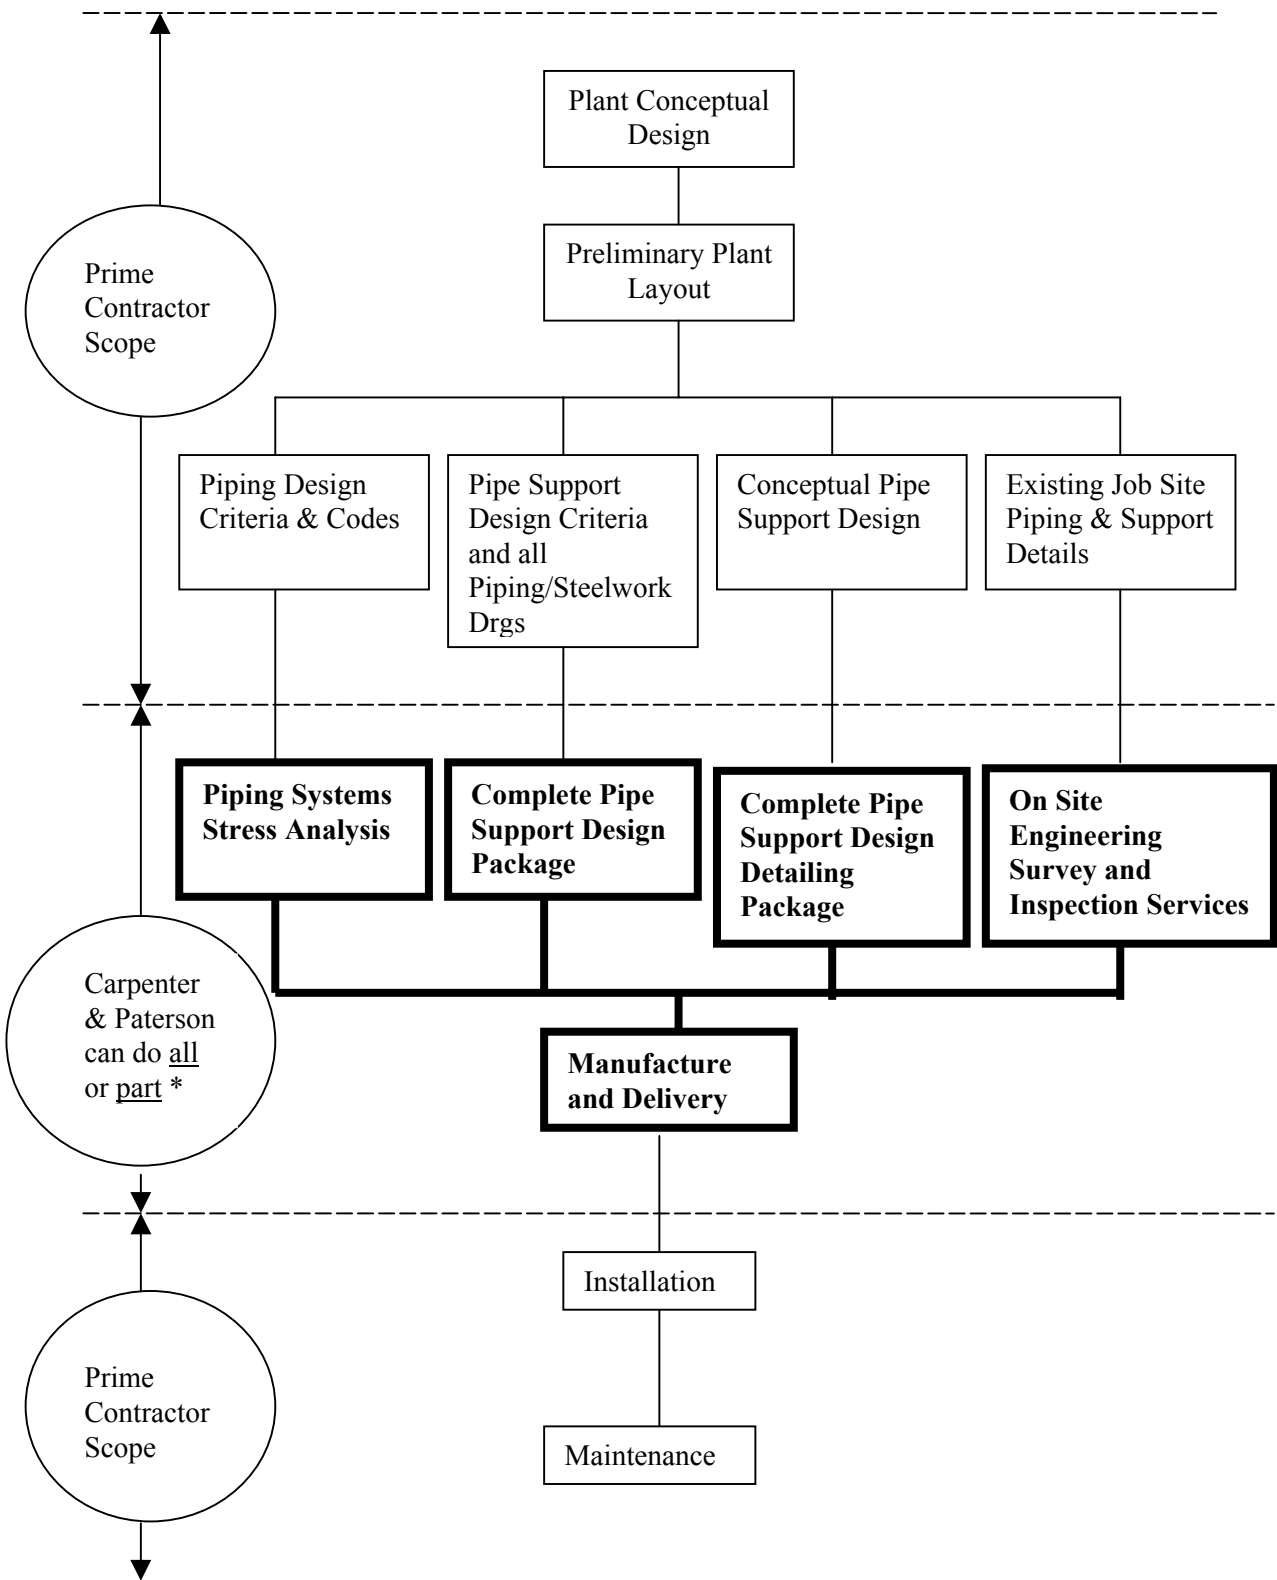 Plant Conceptual
Design
Preliminary Plant
Layout
Prime
Contractor
Scope
Piping Design
Criteria & Codes
Pipe Support
Design Criteria
and all
Piping/Steelwork
Drgs
Conceptual Pipe
Support Design
Existing Job Site
Piping & Support
Details
Piping Systems
Stress Analysis
Complete Pipe
Support Design
Package
Complete Pipe
Support Design
Detailing
Package
On Site
Engineering
Survey and
Inspection Services
Carpenter
& Paterson
can do all
or part *
Manufacture
and Delivery
Installation
Prime
Contractor
Scope
Maintenance